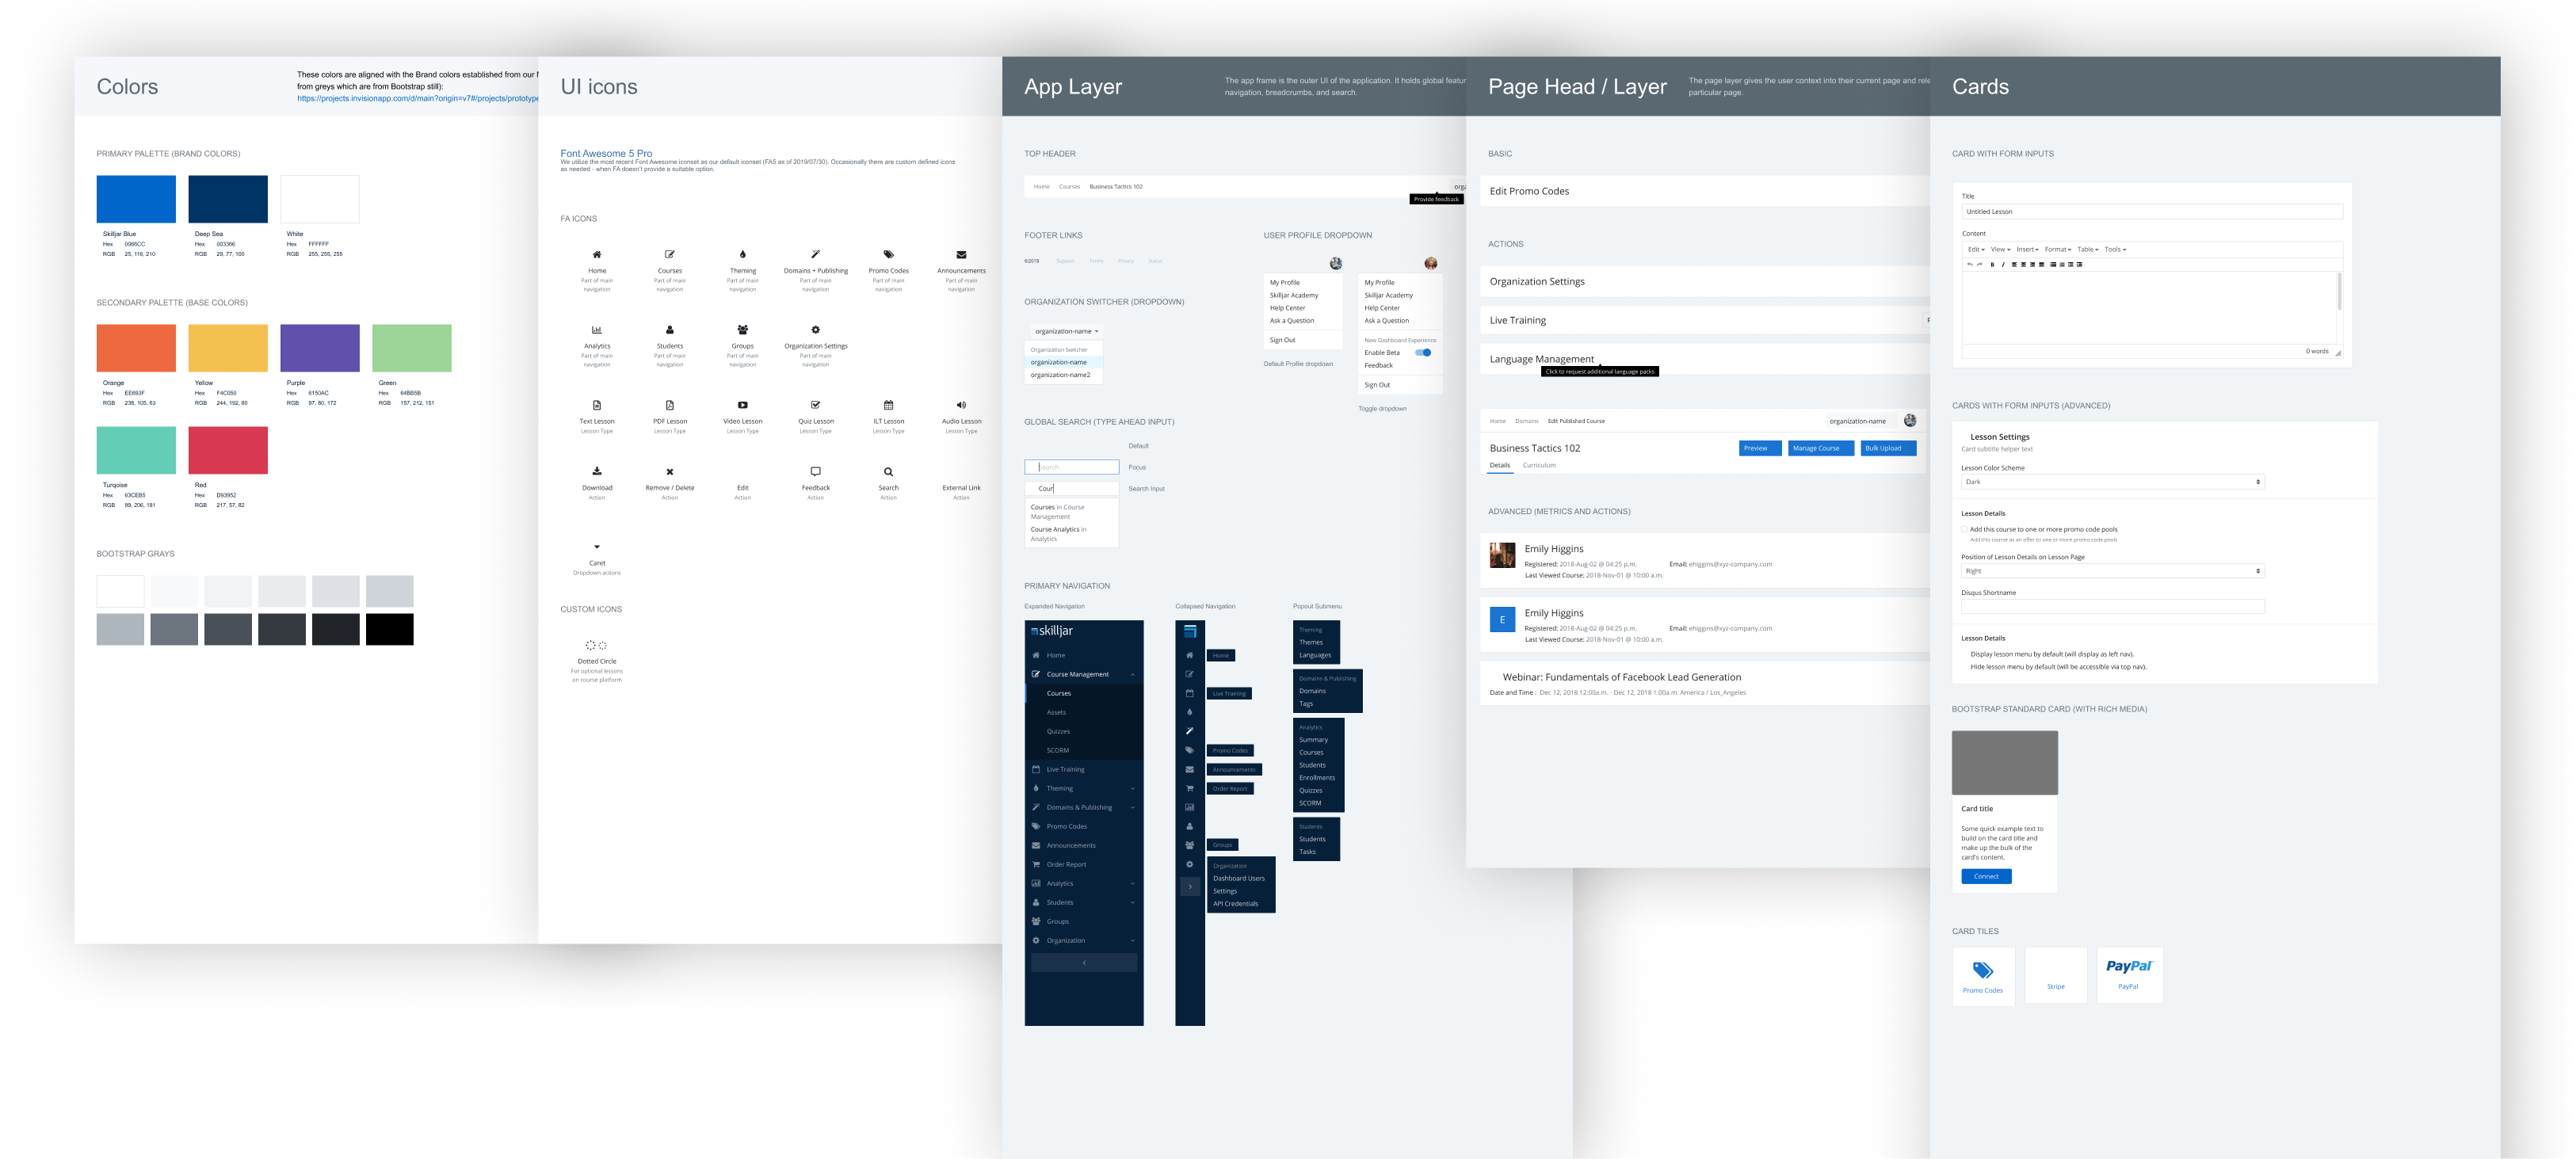 Colors
These colors are aligned with the Brand colors established from our
from greys which are from Bootstrap still):
https://projects.invisionapp.com/d/main?origin=v7#/projects/prototype
PRIMARY PALETTE (BRAND COLORS)
Skilljar Blue
Hex 0066CC
RGB 25, 116, 210
Deep Sea
Hex 003366
RGB 29, 77, 105
White
Hex FFFFFF
RGB 255, 255, 255
SECONDARY PALETTE (BASE COLORS)
Orange
Hex EE693F
RGB 238, 105, 63
Yellow
Hex F4C050
RGB 244, 192, 80
Purple
Hex 6150AC
RGB 97, 80, 172
Green
Hex 64BB5B
RGB 157, 212, 151
Turqoise
Hex 63CEB5
RGB 99, 206, 181
Red
Hex D93952
RGB 217, 57, 82
BOOTSTRAP GRAYS
UI icons
Font Awesome 5 Pro
We utilize the most recent Font Awesome iconset as our default iconset (FA5 as of 2019/07/30). Occasionally there are custom defined icons
as needed - when FA doesn't provide a suitable option.
FA ICONS
Home
Part of main
navigation
Courses
Part of main
navigation
Theming
Part of main
navigation
Domains + Publishing
Part of main
navigation
Promo Codes
Part of main
navigation
Announcements
Part of main
navigation
Analytics
Part of main
navigation
Students
Part of main
navigation
Groups
Part of main
navigation
Organization Settings
Part of main
navigation
Text Lesson
Lesson Type
PDF Lesson
Lesson Type
Video Lesson
Lesson Type
Quiz Lesson
Lesson Type
ILT Lesson
Lesson Type
Audio Lesson
Lesson Type
Download
Action
Remove / Delete
Action
Edit
Action
Feedback
Action
Search
Action
External Link
Action
Caret
Dropdown actions
CUSTOM ICONS
Dotted Circle
For optional lessons
on course platform
App Layer
The app frame is the outer UI of the application. It holds global featur
navigation, breadcrumbs, and search.
TOP HEADER
Home Courses Business Tactics 102 orga
Provide feedback
FOOTER LINKS
©2019 Support Terms Privacy Status
ORGANIZATION SWITCHER (DROPDOWN)
organization-name
Organization Switcher
organization-name
organization-name2
USER PROFILE DROPDOWN
My Profile
Skilljar Academy
Help Center
Ask a Question
Sign Out
Default Profile dropdown
My Profile
Skilljar Academy
Help Center
Ask a Question
New Dashboard Experience
Enable Beta
Feedback
Sign Out
Toggle dropdown
GLOBAL SEARCH (TYPE AHEAD INPUT)
Default
Search
Focus
Cour
Search Input
Courses in Course
Management
Course Analytics in
Analytics
PRIMARY NAVIGATION
Expanded Navigation
skilljar
Home
Course Management
Courses
Assets
Quizzes
SCORM
Live Training
Theming
Domains & Publishing
Promo Codes
Announcements
Order Report
Analytics
Students
Groups
Organization
Collapsed Navigation
Home
Live Training
Promo Codes
Announcements
Order Report
Groups
Organization
Dashboard Users
Settings
API Credentials
Popout Submenu
Theming
Themes
Languages
Domains & Publishing
Domains
Tags
Analytics
Summary
Courses
Students
Enrollments
Quizzes
SCORM
Students
Students
Tasks
Page Head / Layer
The page layer gives the user context into their current page and rele
particular page.
BASIC
Edit Promo Codes
ACTIONS
Organization Settings
Live Training
Language Management
Click to request additional language packs
Home Domains Edit Published Course organization-name
Business Tactics 102 Preview Manage Course Bulk Upload
Details Curriculum
ADVANCED (METRICS AND ACTIONS)
Emily Higgins
Registered: 2018-Aug-02 @ 04:25 p.m. Email: ehiggins@xyz-company.com
Last Viewed Course: 2018-Nov-01 @ 10:00 a.m.
E
Emily Higgins
Registered: 2018-Aug-02 @ 04:25 p.m. Email: ehiggins@xyz-company.com
Last Viewed Course: 2018-Nov-01 @ 10:00 a.m.
Webinar: Fundamentals of Facebook Lead Generation
Date and Time : Dec 12, 2018 12:00a.m. - Dec 12, 2018 1:00a.m. America / Los_Angeles
Cards
CARD WITH FORM INPUTS
Title
Untitled Lesson
Content
Edit View Insert Format Table Tools
B I
0 words
CARDS WITH FORM INPUTS (ADVANCED)
Lesson Settings
Card subtitle helper text
Lesson Color Scheme
Dark
Lesson Details
Add this course to one or more promo code pools
Add this course as an offer to one or more promo code pools
Position of Lesson Details on Lesson Page
Right
Disqus Shortname
Lesson Details
Display lesson menu by default (will display as left nav).
Hide lesson menu by default (will be accessible via top nav).
BOOTSTRAP STANDARD CARD (WITH RICH MEDIA)
Card title
Some quick example text to
build on the card title and
make up the bulk of the
card's content.
Connect
CARD TILES
Promo Codes
Stripe
PayPal
PayPal